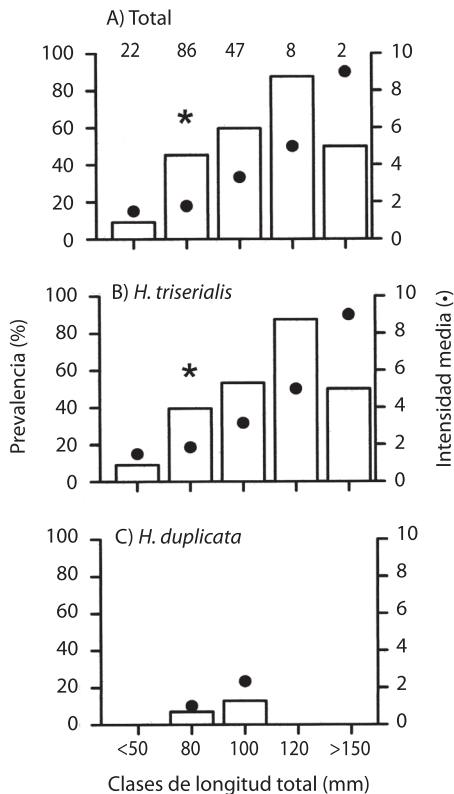 A) Total
22 86 47 8 2
100 10
80 8
60 6
40 4
20 2
0 0
*
B) H. triserialis
100 10
80 8
60 6
40 4
20 2
0 0
*
Prevalencia (%)
Intensidad media (•)
C) H. duplicata
100 10
80 8
60 6
40 4
20 2
0 0
<50 80 100 120 >150
Clases de longitud total (mm)